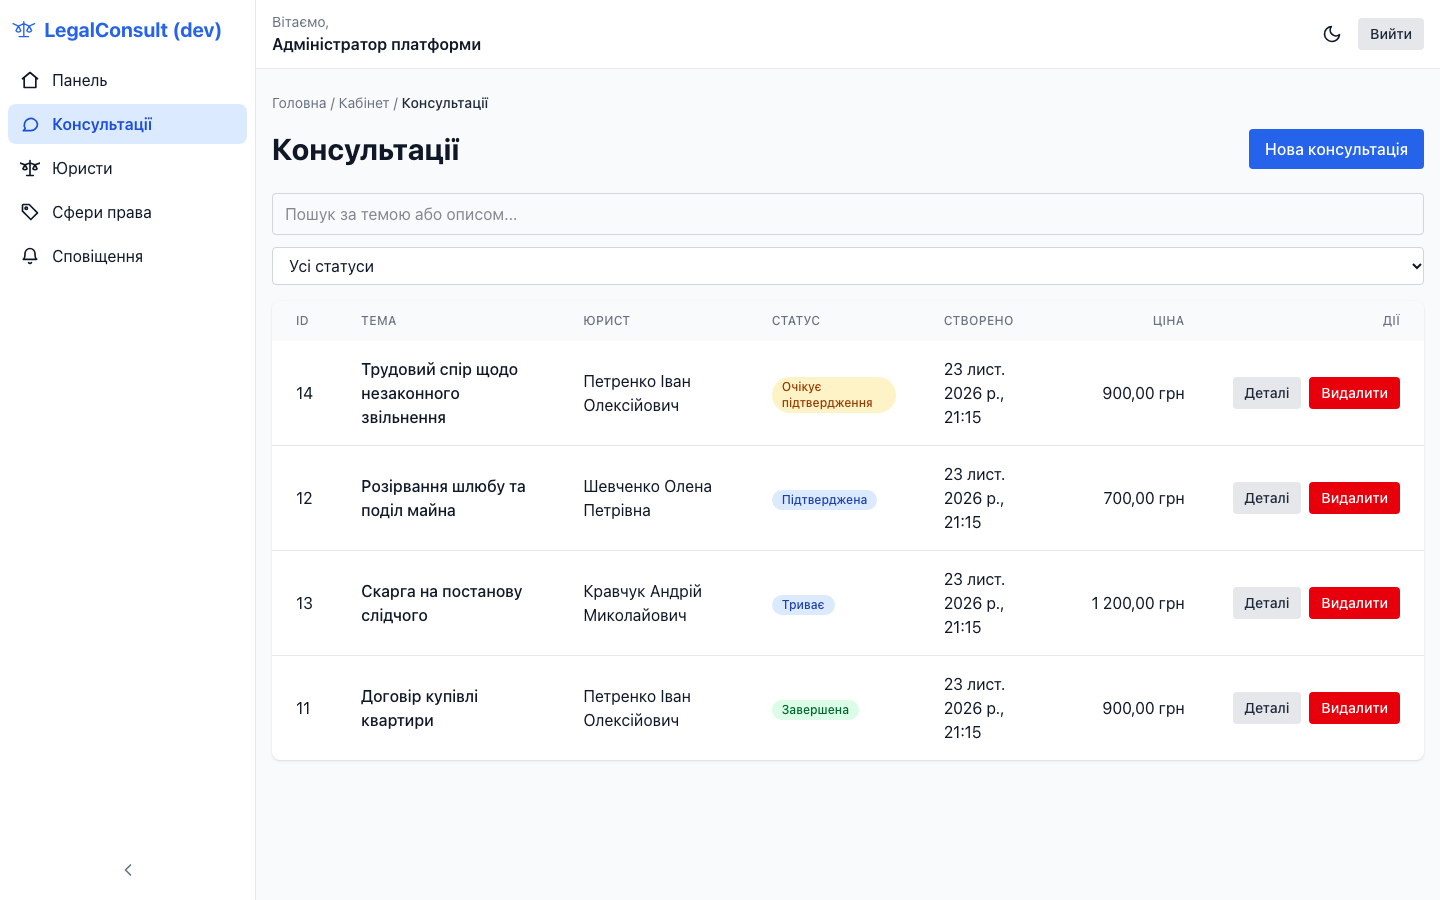 LegalConsult (dev)
Панель
Консультації
Юристи
Сфери права
Сповіщення
Вітаємо,
Адміністратор платформи
Вийти
Головна / Кабінет / Консультації
Консультації
Нова консультація
Пошук за темою або описом...
Усі статуси
ID ТЕМА ЮРИСТ СТАТУС СТВОРЕНО ЦІНА ДІЇ
14
Трудовий спір щодо
незаконного
звільнення
Петренко Іван
Олексійович
Очікує
підтвердження
23 лист.
2026 р.,
21:15
900,00 грн
Деталі
Видалити
12
Розірвання шлюбу та
поділ майна
Шевченко Олена
Петрівна
Підтверджена
23 лист.
2026 р.,
21:15
700,00 грн
Деталі
Видалити
13
Скарга на постанову
слідчого
Кравчук Андрій
Миколайович
Триває
23 лист.
2026 р.,
21:15
1 200,00 грн
Деталі
Видалити
11
Договір купівлі
квартири
Петренко Іван
Олексійович
Завершена
23 лист.
2026 р.,
21:15
900,00 грн
Деталі
Видалити